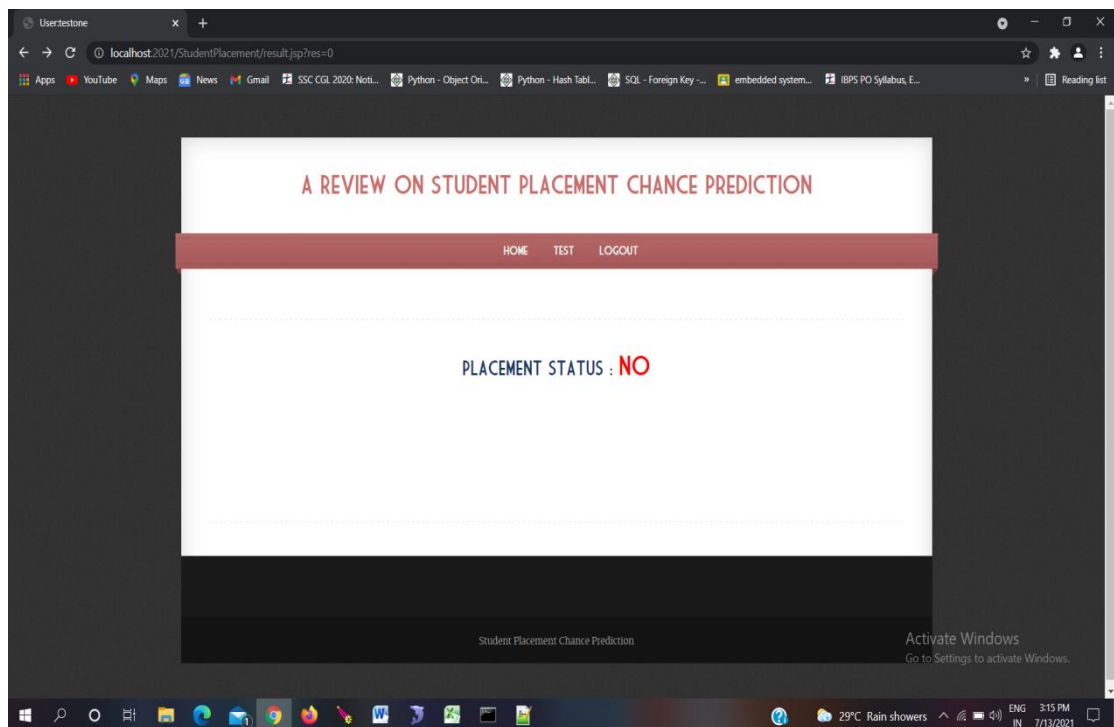 User:testone
localhost:2021/StudentPlacement/result.jsp?res=0
Apps YouTube Maps News Gmail SSC CGL 2020: Noti... Python - Object Ori... Python - Hash Tabl... SQL - Foreign Key -... embedded system... IBPS PO Syllabus, E... » Reading list
A REVIEW ON STUDENT PLACEMENT CHANCE PREDICTION
HOME TEST LOGOUT
PLACEMENT STATUS : NO
Student Placement Chance Prediction
Activate Windows
Go to Settings to activate Windows.
29°C Rain showers ENG 3:15 PM
IN 7/13/2021